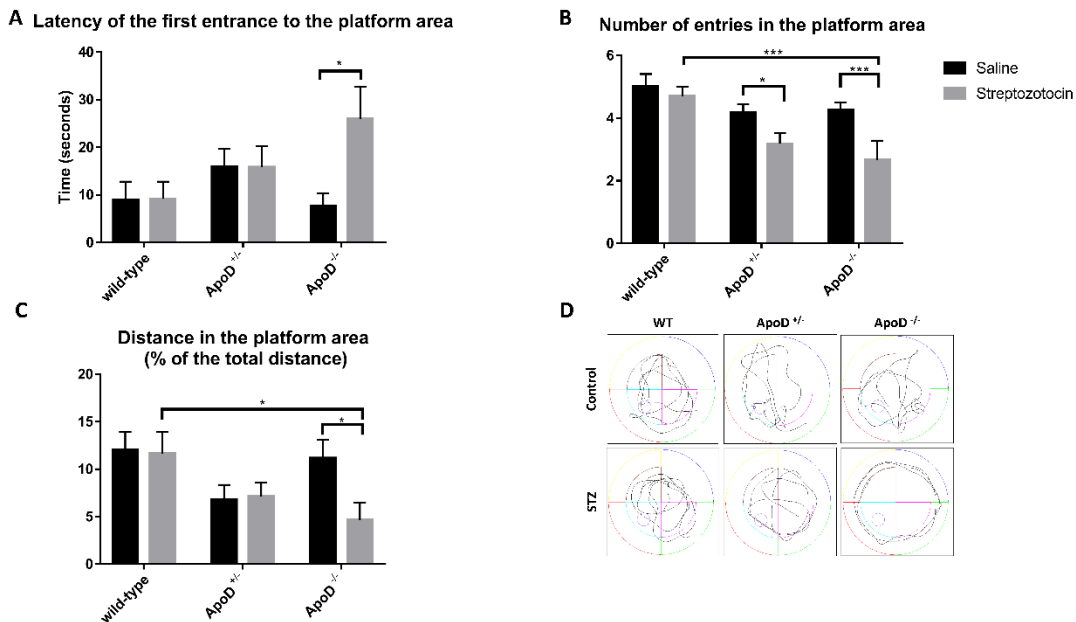 A
Latency of the first entrance to the platform area
Time (seconds)
40
30
20
10
0
*
wild-type
ApoD +/-
ApoD -/-
B
Number of entries in the platform area
6
4
2
0
***
*
***
wild-type
ApoD +/-
ApoD -/-
Saline
Streptozotocin
C
Distance in the platform area
(% of the total distance)
20
15
10
5
0
*
*
wild-type
ApoD +/-
ApoD -/-
D
WT
ApoD +/-
ApoD -/-
Control
STZ